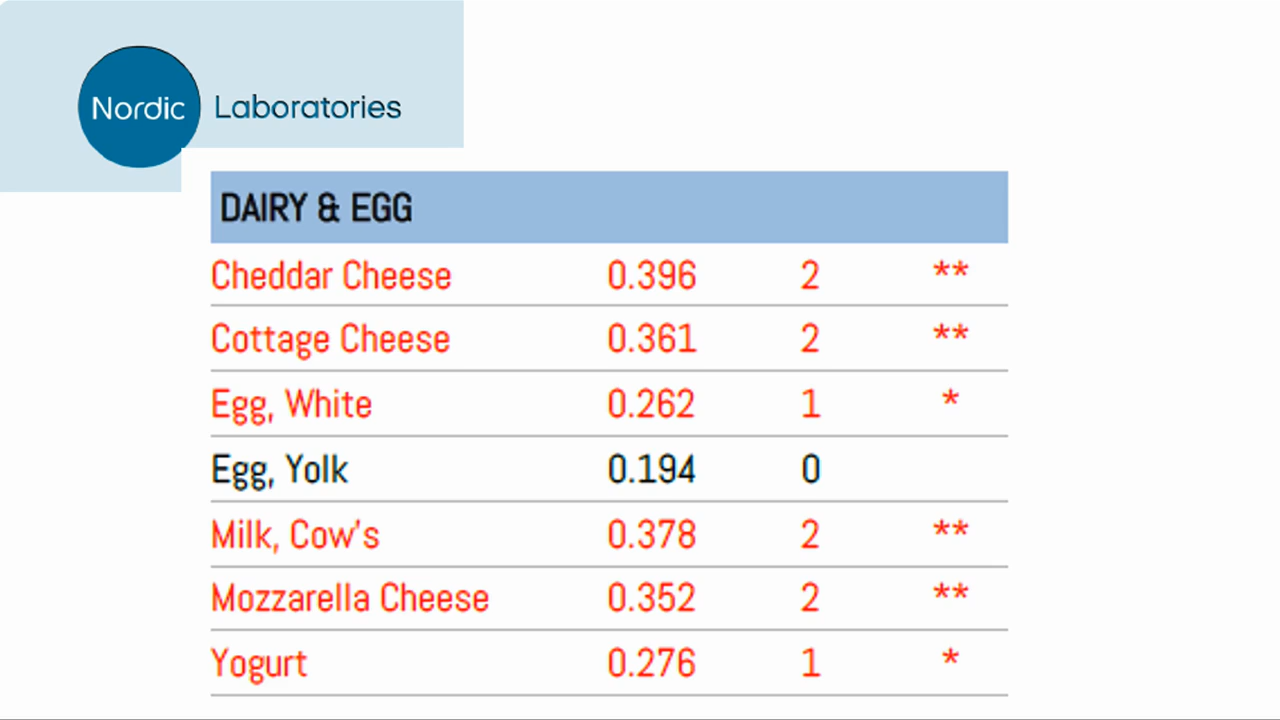 Nordic Laboratories
DAIRY & EGG
Cheddar Cheese 0.396 2 **
Cottage Cheese 0.361 2 **
Egg, White 0.262 1 *
Egg, Yolk 0.194 0
Milk, Cow's 0.378 2 **
Mozzarella Cheese 0.352 2 **
Yogurt 0.276 1 *